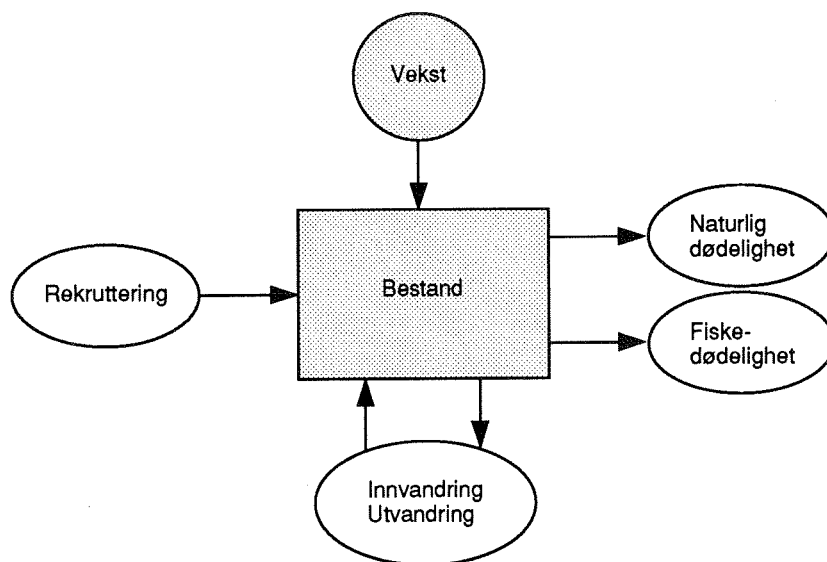 Vekst
Naturlig
dødelighet
Rekruttering
Bestand
Fiske-
dødelighet
Innvandring
Utvandring